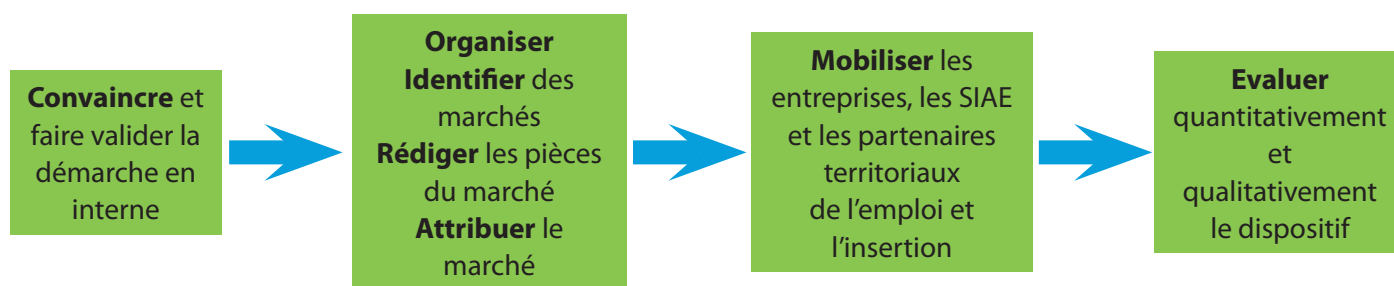 Convaincre et
faire valider la
démarche en
interne
Organiser
Identifier des
marchés
Rédiger les pièces
du marché
Attribuer le
marché
Mobiliser les
entreprises, les SIAE
et les partenaires
territoriaux
de l’emploi et
l’insertion
Evaluer
quantitativement
et
qualitativement
le dispositif